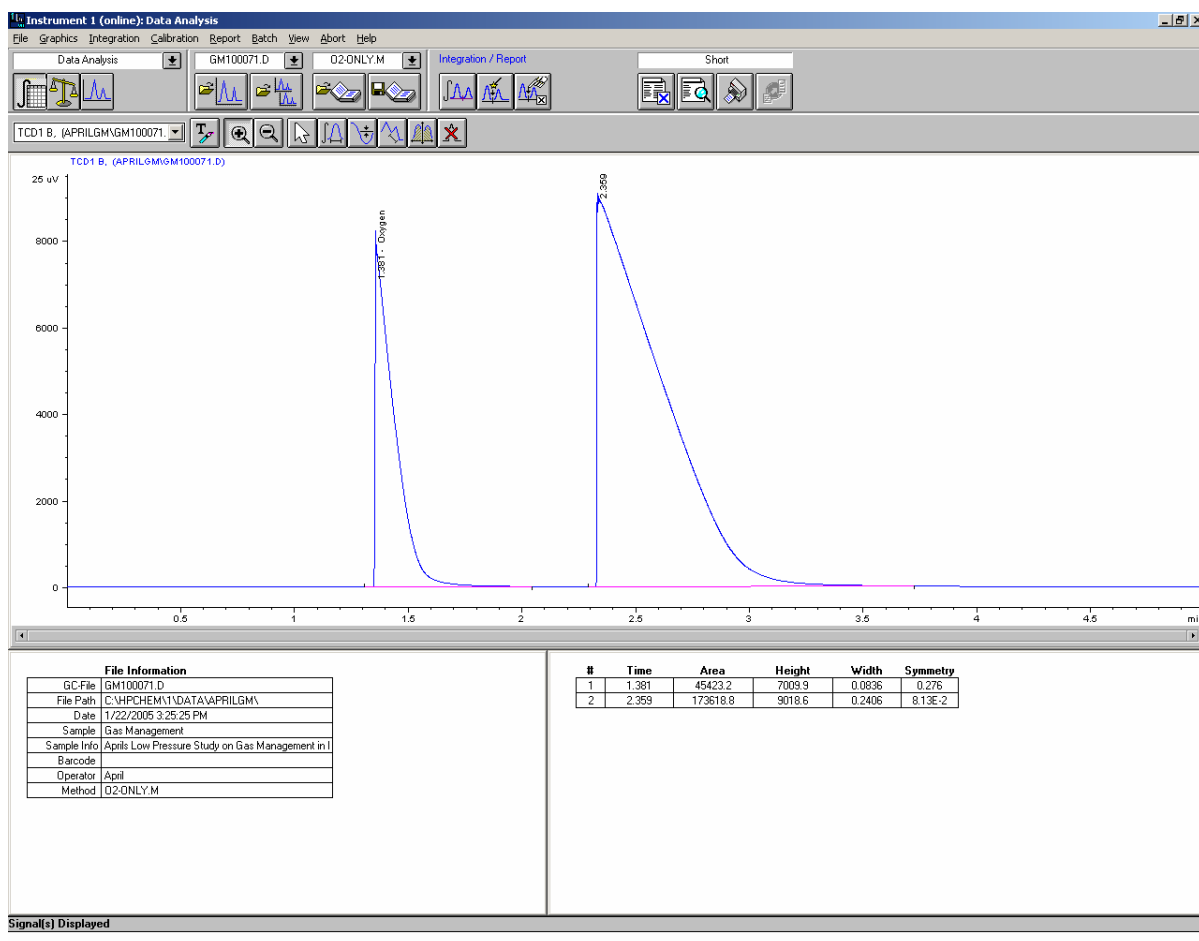 Instrument 1 (online): Data Analysis
File Graphics Integration Calibration Report Batch View Abort Help
Data Analysis GM100071.D O2-ONLY.M Integration / Report Short
TCD1 B, (APRILGM\GM100071.
TCD1 B, (APRILGM\GM100071.D)
25 uV
8000
6000
4000
2000
0
1.381 - Oxygen
2.359
0.5 1 1.5 2 2.5 3 3.5 4 4.5 mi
File Information
GC-File GM100071.D
File Path C:\HPCHEM\1\DATA\APRILGM\
Date 1/22/2005 3:25:25 PM
Sample Gas Management
Sample Info Aprils Low Pressure Study on Gas Management in l
Barcode
Operator April
Method O2-ONLY.M
# Time Area Height Width Symmetry
1 1.381 45423.2 7009.9 0.0836 0.276
2 2.359 173618.8 9018.6 0.2406 8.13E-2
Signal(s) Displayed